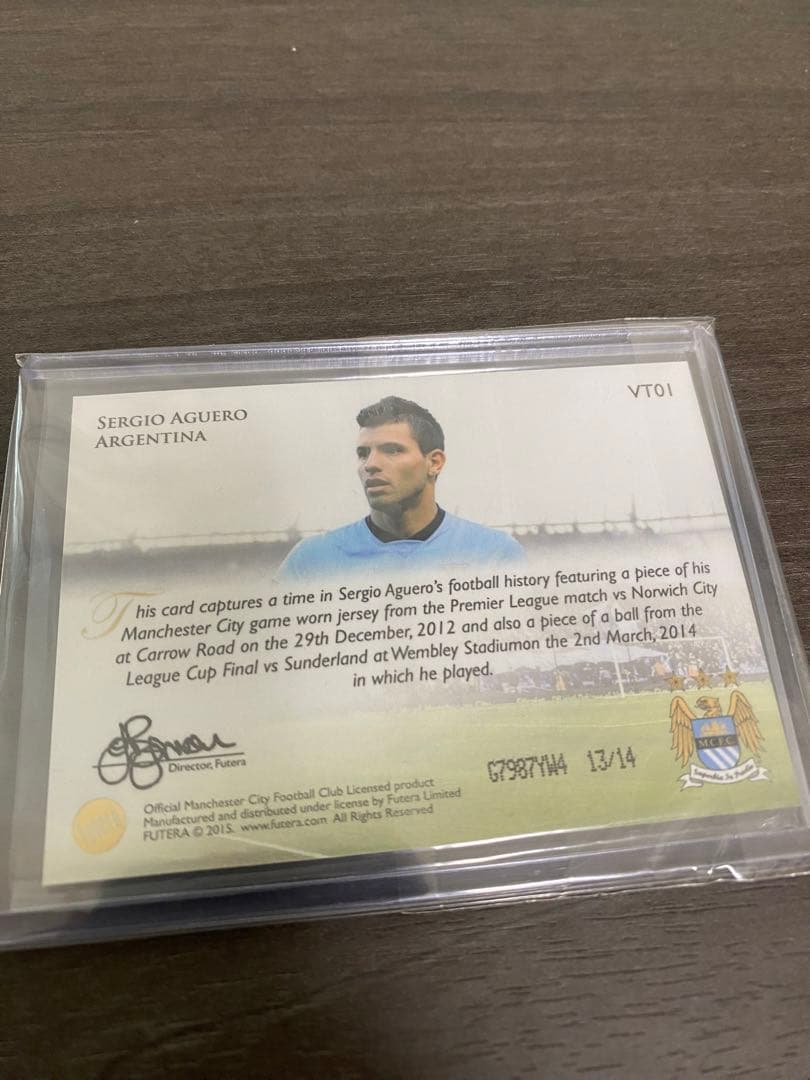 SERGIO AGUERO
ARGENTINA
VT01
This card captures a time in Sergio Aguero's football history featuring a piece of his
Manchester City game worn jersey from the Premier League match vs Norwich City
at Carrow Road on the 29th December, 2012 and also a piece of a ball from the
League Cup Final vs Sunderland at Wembley Stadiumon the 2nd March, 2014
in which he played.
Director, Futera
G7987YW4 13/14
M.C.F.C.
Official Manchester City Football Club Licensed product
Manufactured and distributed under license by Futera Limited
FUTERA © 2015. www.futera.com All Rights Reserved